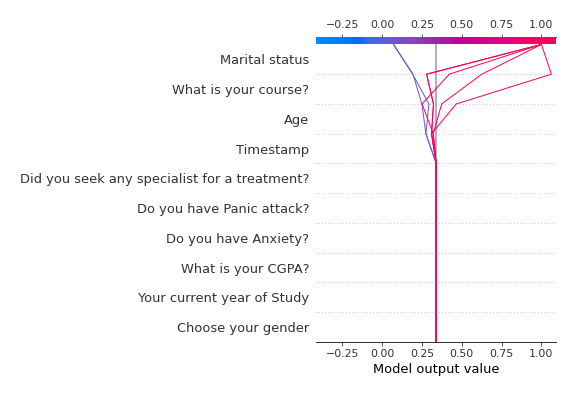 −0.25 0.00 0.25 0.50 0.75 1.00
Marital status
What is your course?
Age
Timestamp
Did you seek any specialist for a treatment?
Do you have Panic attack?
Do you have Anxiety?
What is your CGPA?
Your current year of Study
Choose your gender
−0.25 0.00 0.25 0.50 0.75 1.00
Model output value